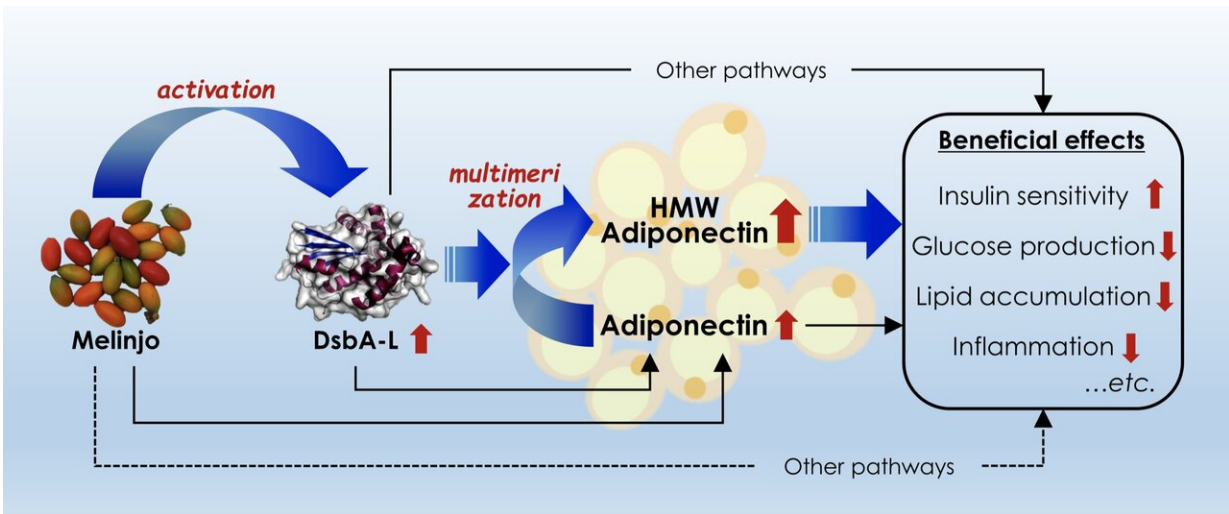 Other pathways
activation
Beneficial effects
multimeri
zation
Insulin sensitivity
HMW
Adiponectin
Glucose production
Lipid accumulation
Melinjo
DsbA-L
Adiponectin
Inflammation
...etc.
Other pathways